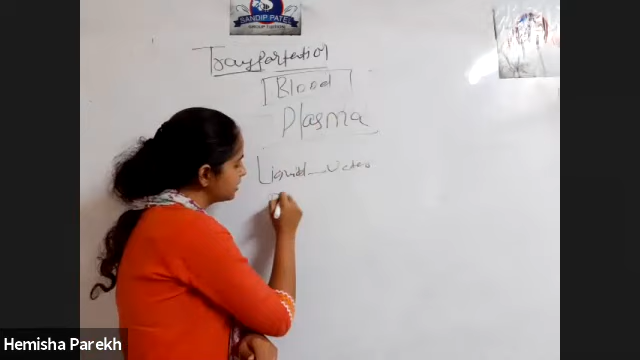 SANDIP PATEL
Transportation
Blood
Plasma
Liquid
Hemisha Parekh